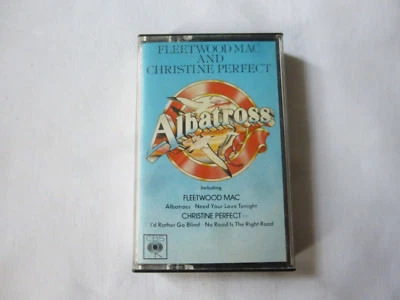 FLEETWOOD MAC
AND
CHRISTINE PERFECT
Albatross
including
FLEETWOOD MAC
Albatross · Need Your Love Tonight
CHRISTINE PERFECT
I'd Rather Go Blind · No Road Is The Right Road